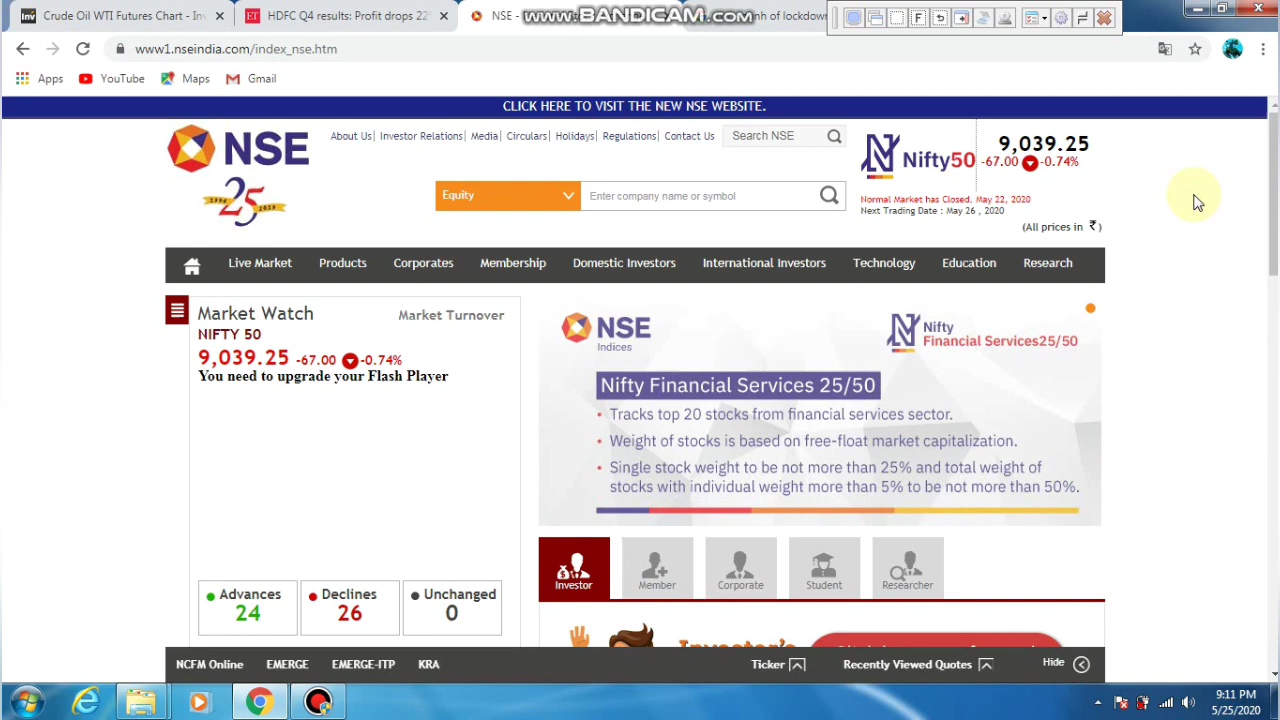 Crude Oil WTI Futures Chart - Inv
HDFC Q4 results: Profit drops 22%
NSE -
www.BANDICAM.com
of lockdown
www1.nseindia.com/index_nse.htm
Apps YouTube Maps Gmail
CLICK HERE TO VISIT THE NEW NSE WEBSITE.
NSE
25
About Us| Investor Relations| Media| Circulars| Holidays| Regulations| Contact Us
Search NSE
Equity
Enter company name or symbol
Nifty50
9,039.25
-67.00 -0.74%
Normal Market has Closed. May 22, 2020
Next Trading Date : May 26 , 2020
(All prices in ₹ )
Live Market Products Corporates Membership Domestic Investors International Investors Technology Education Research
Market Watch
Market Turnover
NIFTY 50
9,039.25 -67.00 -0.74%
You need to upgrade your Flash Player
Advances
24
Declines
26
Unchanged
0
NSE
Indices
Nifty
Financial Services25/50
Nifty Financial Services 25/50
• Tracks top 20 stocks from financial services sector.
• Weight of stocks is based on free-float market capitalization.
• Single stock weight to be not more than 25% and total weight of
stocks with individual weight more than 5% to be not more than 50%.
Investor Member Corporate Student Researcher
Investor's
NCFM Online EMERGE EMERGE-ITP KRA
Ticker Recently Viewed Quotes Hide
9:11 PM
5/25/2020